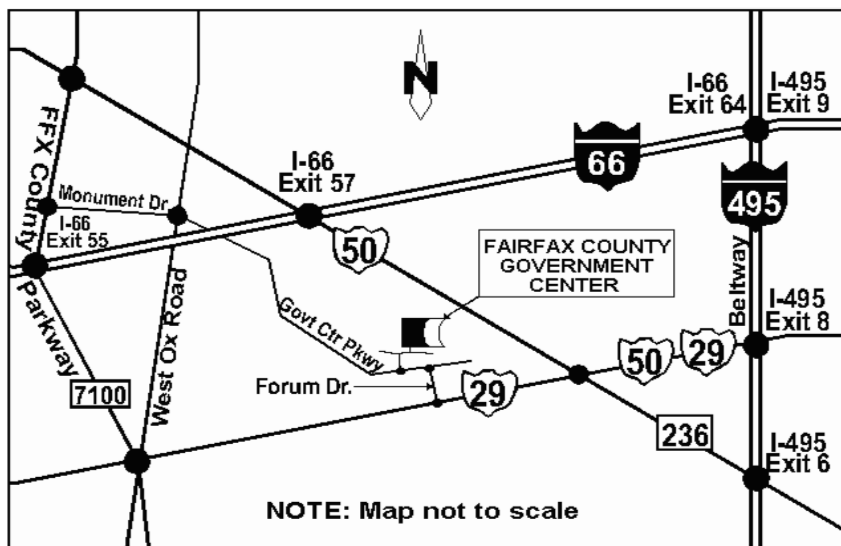 N
I-66
Exit 64
I-495
Exit 9
FFX County
I-66
Exit 57
66
Monument Dr.
495
I-66
Exit 55
50
FAIRFAX COUNTY
GOVERNMENT
CENTER
Beltway
Parkway
West Ox Road
Govt Ctr Pkwy
I-495
Exit 8
50
29
7100
Forum Dr.
29
236
I-495
Exit 6
NOTE: Map not to scale